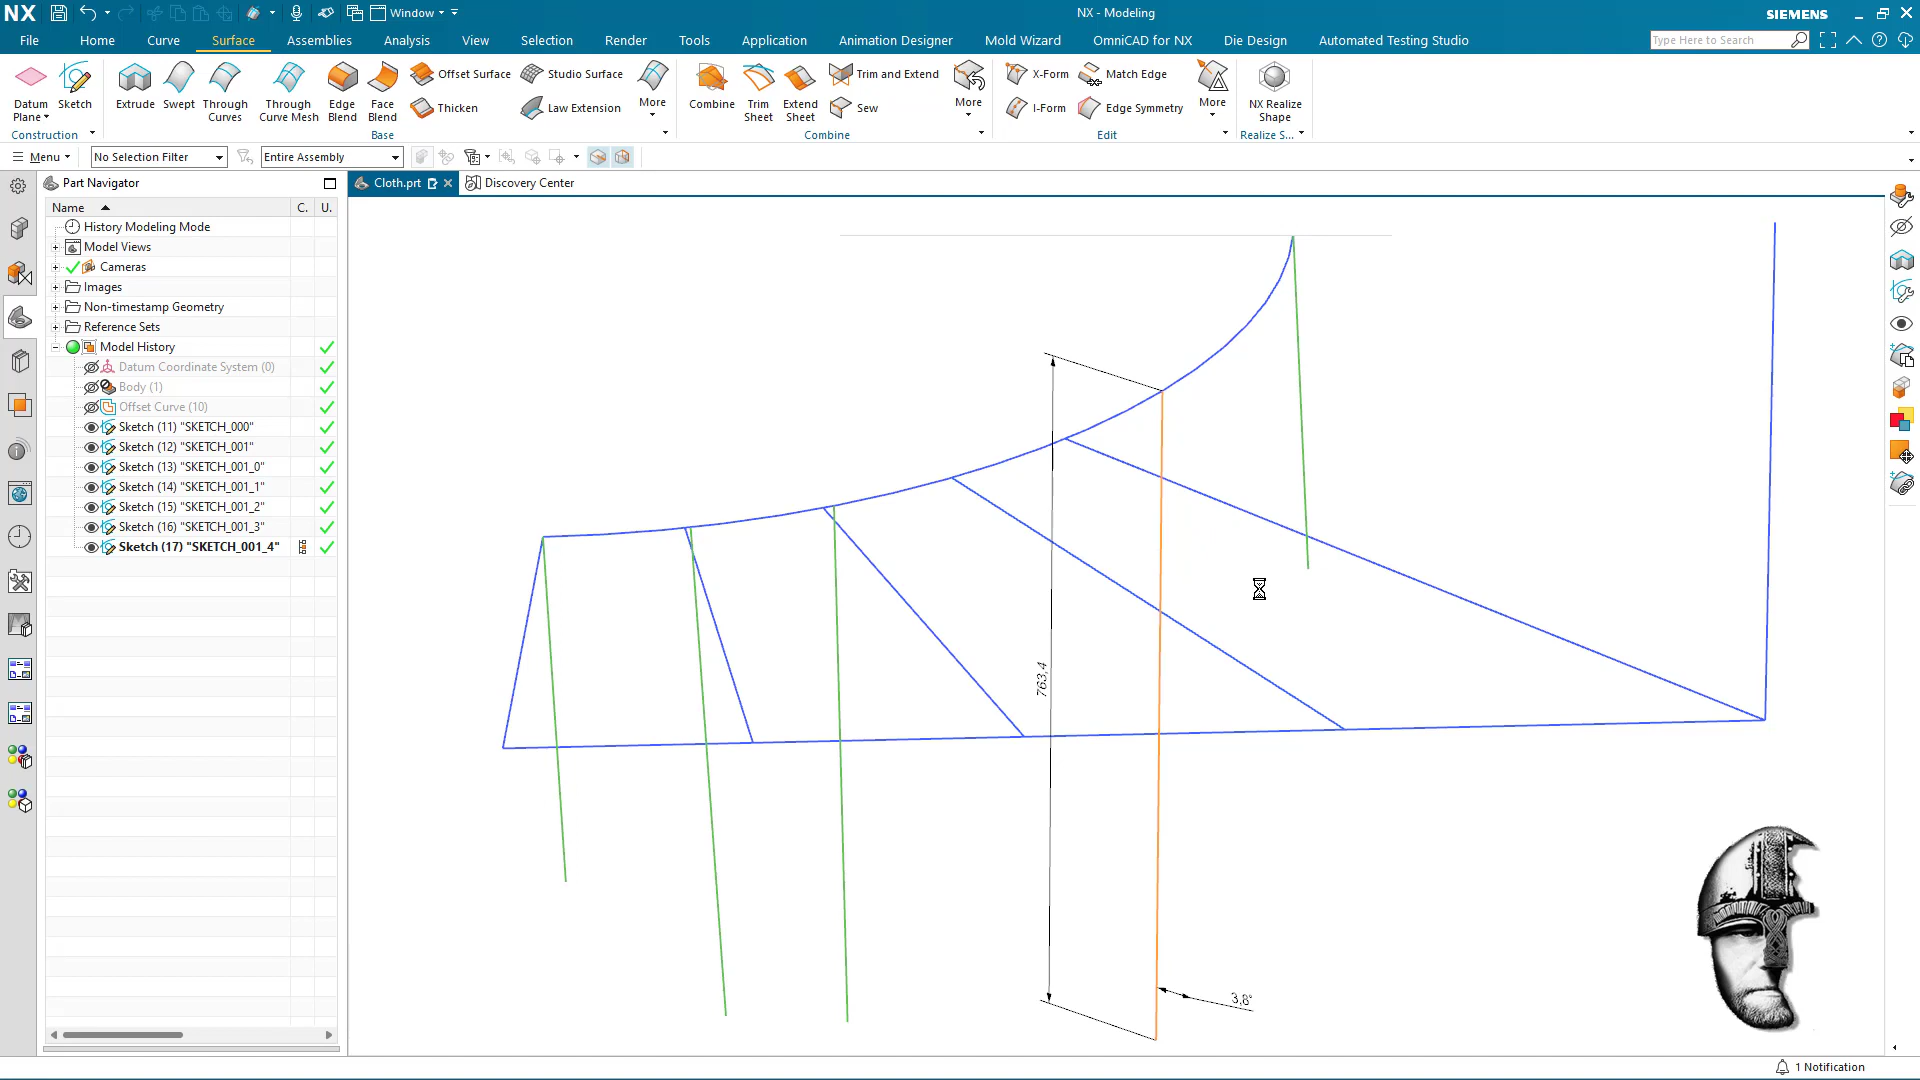 NX Window NX - Modeling SIEMENS
File Home Curve Surface Assemblies Analysis View Selection Render Tools Application Animation Designer Mold Wizard OmniCAD for NX Die Design Automated Testing Studio Type Here to Search
Datum Plane Sketch Extrude Swept Through Curves Through Curve Mesh Edge Blend Face Blend Offset Surface Thicken Studio Surface Law Extension More Combine Trim Sheet Extend Sheet Trim and Extend Sew More X-Form I-Form Match Edge Edge Symmetry More NX Realize Shape
Construction Base Combine Edit Realize S...
Menu No Selection Filter Entire Assembly
Part Navigator Cloth.prt Discovery Center
Name C. U.
History Modeling Mode
Model Views
Cameras
Images
Non-timestamp Geometry
Reference Sets
Model History
Datum Coordinate System (0)
Body (1)
Offset Curve (10)
Sketch (11) "SKETCH_000"
Sketch (12) "SKETCH_001"
Sketch (13) "SKETCH_001_0"
Sketch (14) "SKETCH_001_1"
Sketch (15) "SKETCH_001_2"
Sketch (16) "SKETCH_001_3"
Sketch (17) "SKETCH_001_4"
763,4
3,8°
1 Notification